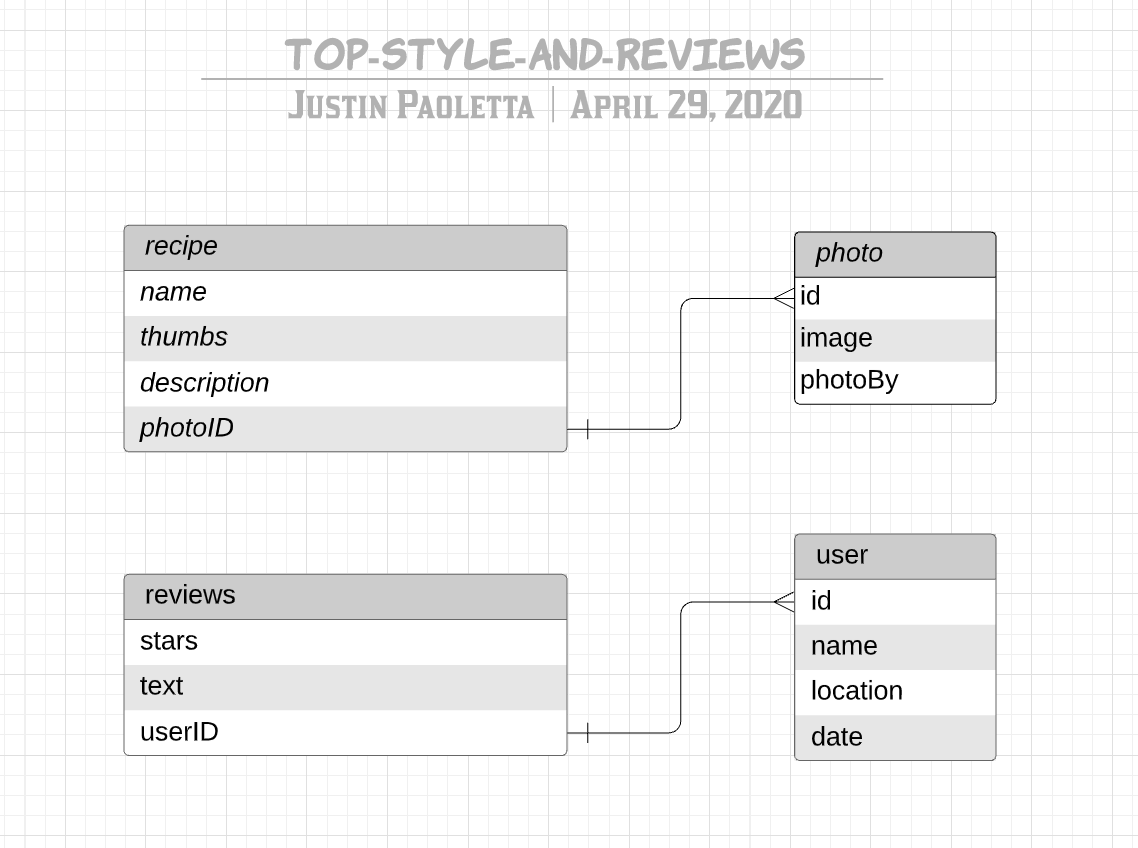 TOP-STYLE-AND-REVIEWS
Justin Paoletta | April 29, 2020
recipe
name
thumbs
description
photoID
photo
id
image
photoBy
reviews
stars
text
userID
user
id
name
location
date